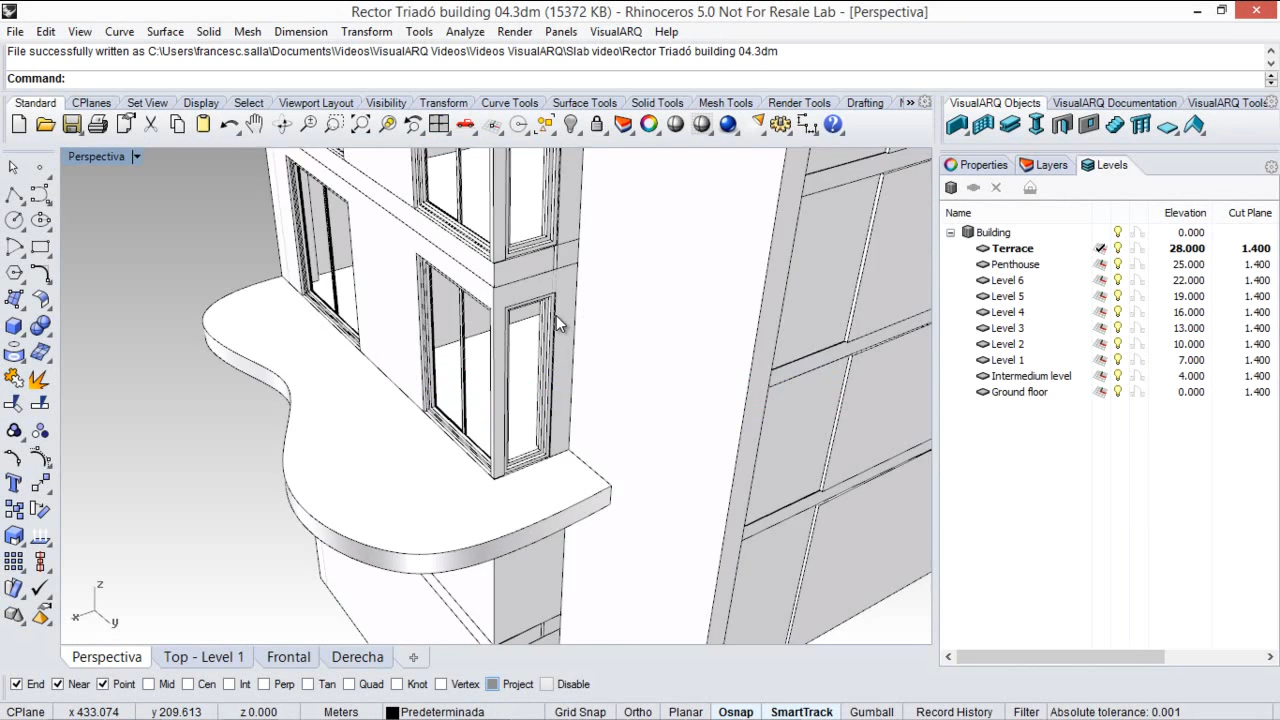 Rector Triadó building 04.3dm (15372 KB) - Rhinoceros 5.0 Not For Resale Lab - [Perspectiva]
File Edit View Curve Surface Solid Mesh Dimension Transform Tools Analyze Render Panels VisualARQ Help
File successfully written as C:\Users\francesc.salla\Documents\Videos\VisualARQ Videos\Videos VisualARQ\Slab video\Rector Triadó building 04.3dm
Command:
Standard CPlanes Set View Display Select Viewport Layout Visibility Transform Curve Tools Surface Tools Solid Tools Mesh Tools Render Tools Drafting
VisualARQ Objects VisualARQ Documentation VisualARQ Tools
Perspectiva
Properties Layers Levels
Name Elevation Cut Plane
Building 0.000
Terrace 28.000 1.400
Penthouse 25.000 1.400
Level 6 22.000 1.400
Level 5 19.000 1.400
Level 4 16.000 1.400
Level 3 13.000 1.400
Level 2 10.000 1.400
Level 1 7.000 1.400
Intermedium level 4.000 1.400
Ground floor 0.000 1.400
z
x
y
Perspectiva Top - Level 1 Frontal Derecha
End Near Point Mid Cen Int Perp Tan Quad Knot Vertex Project Disable
CPlane x 433.074 y 209.613 z 0.000 Meters Predeterminada Grid Snap Ortho Planar Osnap SmartTrack Gumball Record History Filter Absolute tolerance: 0.001